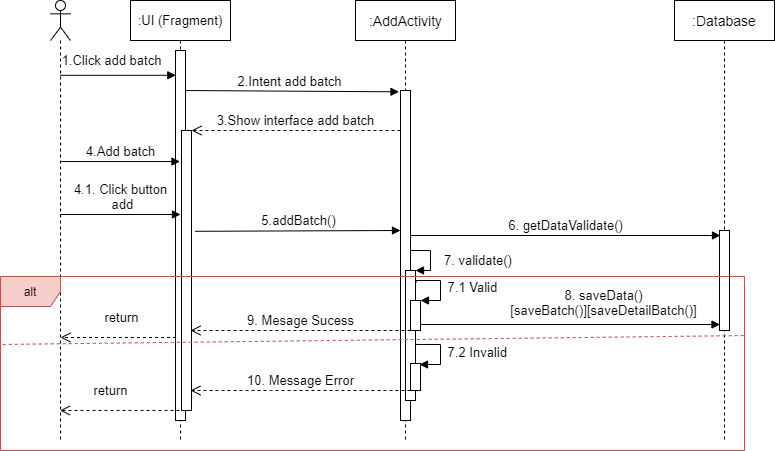 :UI (Fragment)
:AddActivity
:Database
1.Click add batch
2.Intent add batch
3.Show interface add batch
4.Add batch
4.1. Click button
add
5.addBatch()
6. getDataValidate()
7. validate()
alt
7.1 Valid
8. saveData()
[saveBatch()][saveDetailBatch()]
return
9. Mesage Sucess
7.2 Invalid
10. Message Error
return